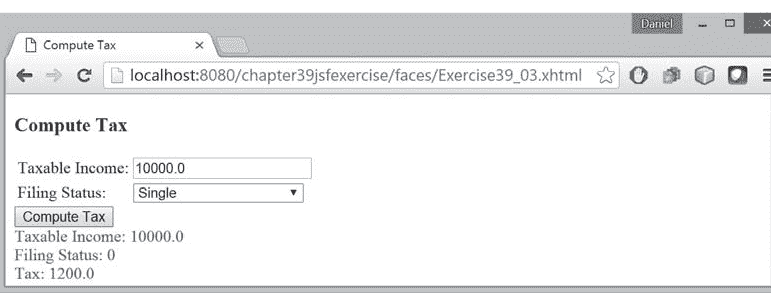 Daniel
Compute Tax
localhost:8080/chapter39jsfexercise/faces/Exercise39_03.xhtml
Compute Tax
Taxable Income: 10000.0
Filing Status: Single
Compute Tax
Taxable Income: 10000.0
Filing Status: 0
Tax: 1200.0